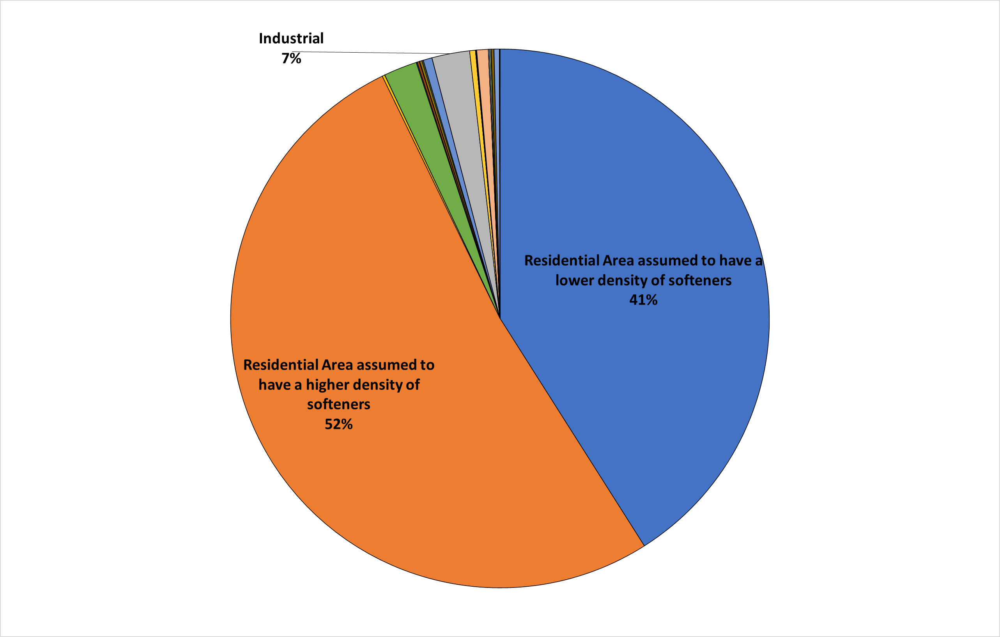 Industrial
7%
Residential Area assumed to have a
lower density of softeners
41%
Residential Area assumed to
have a higher density of
softeners
52%